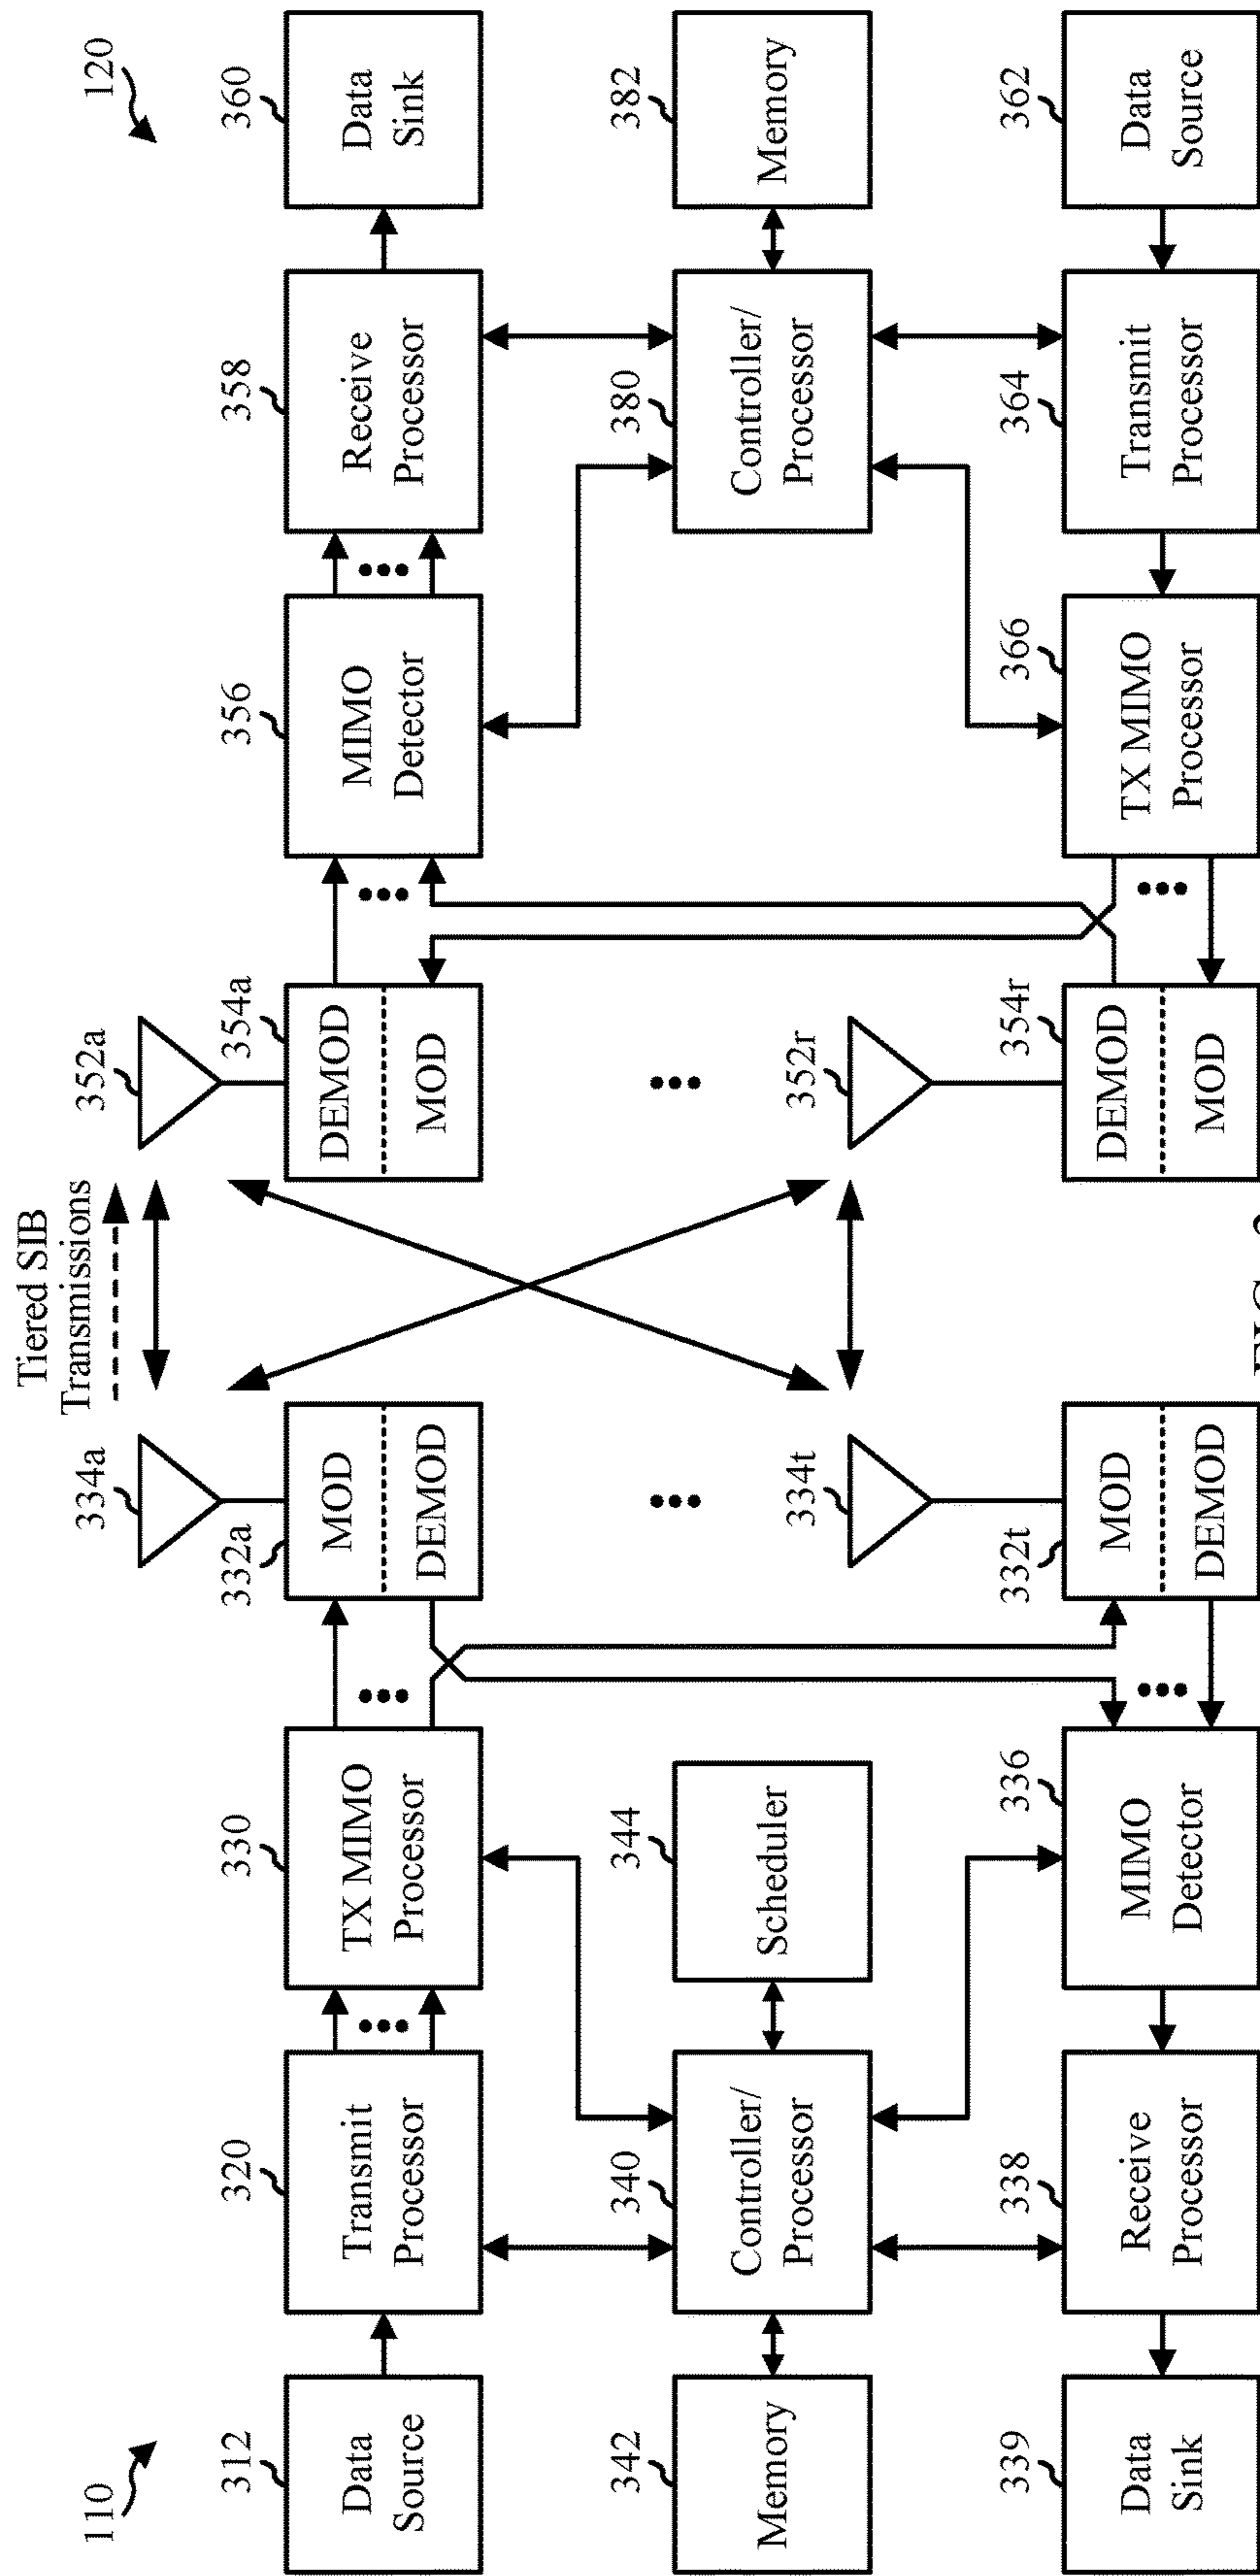 110
Tiered SIB
Transmissions
120
334a
352a
312
320
330
332a
354a
356
358
360
Data
Source
Transmit
Processor
TX MIMO
Processor
MOD
DEMOD
DEMOD
MOD
MIMO
Detector
Receive
Processor
Data
Sink
342
340
344
380
382
Memory
Controller/
Processor
Scheduler
Controller/
Processor
Memory
334t
352r
339
338
336
332t
354r
366
364
362
Data
Sink
Receive
Processor
MIMO
Detector
MOD
DEMOD
DEMOD
MOD
TX MIMO
Processor
Transmit
Processor
Data
Source
FIG.